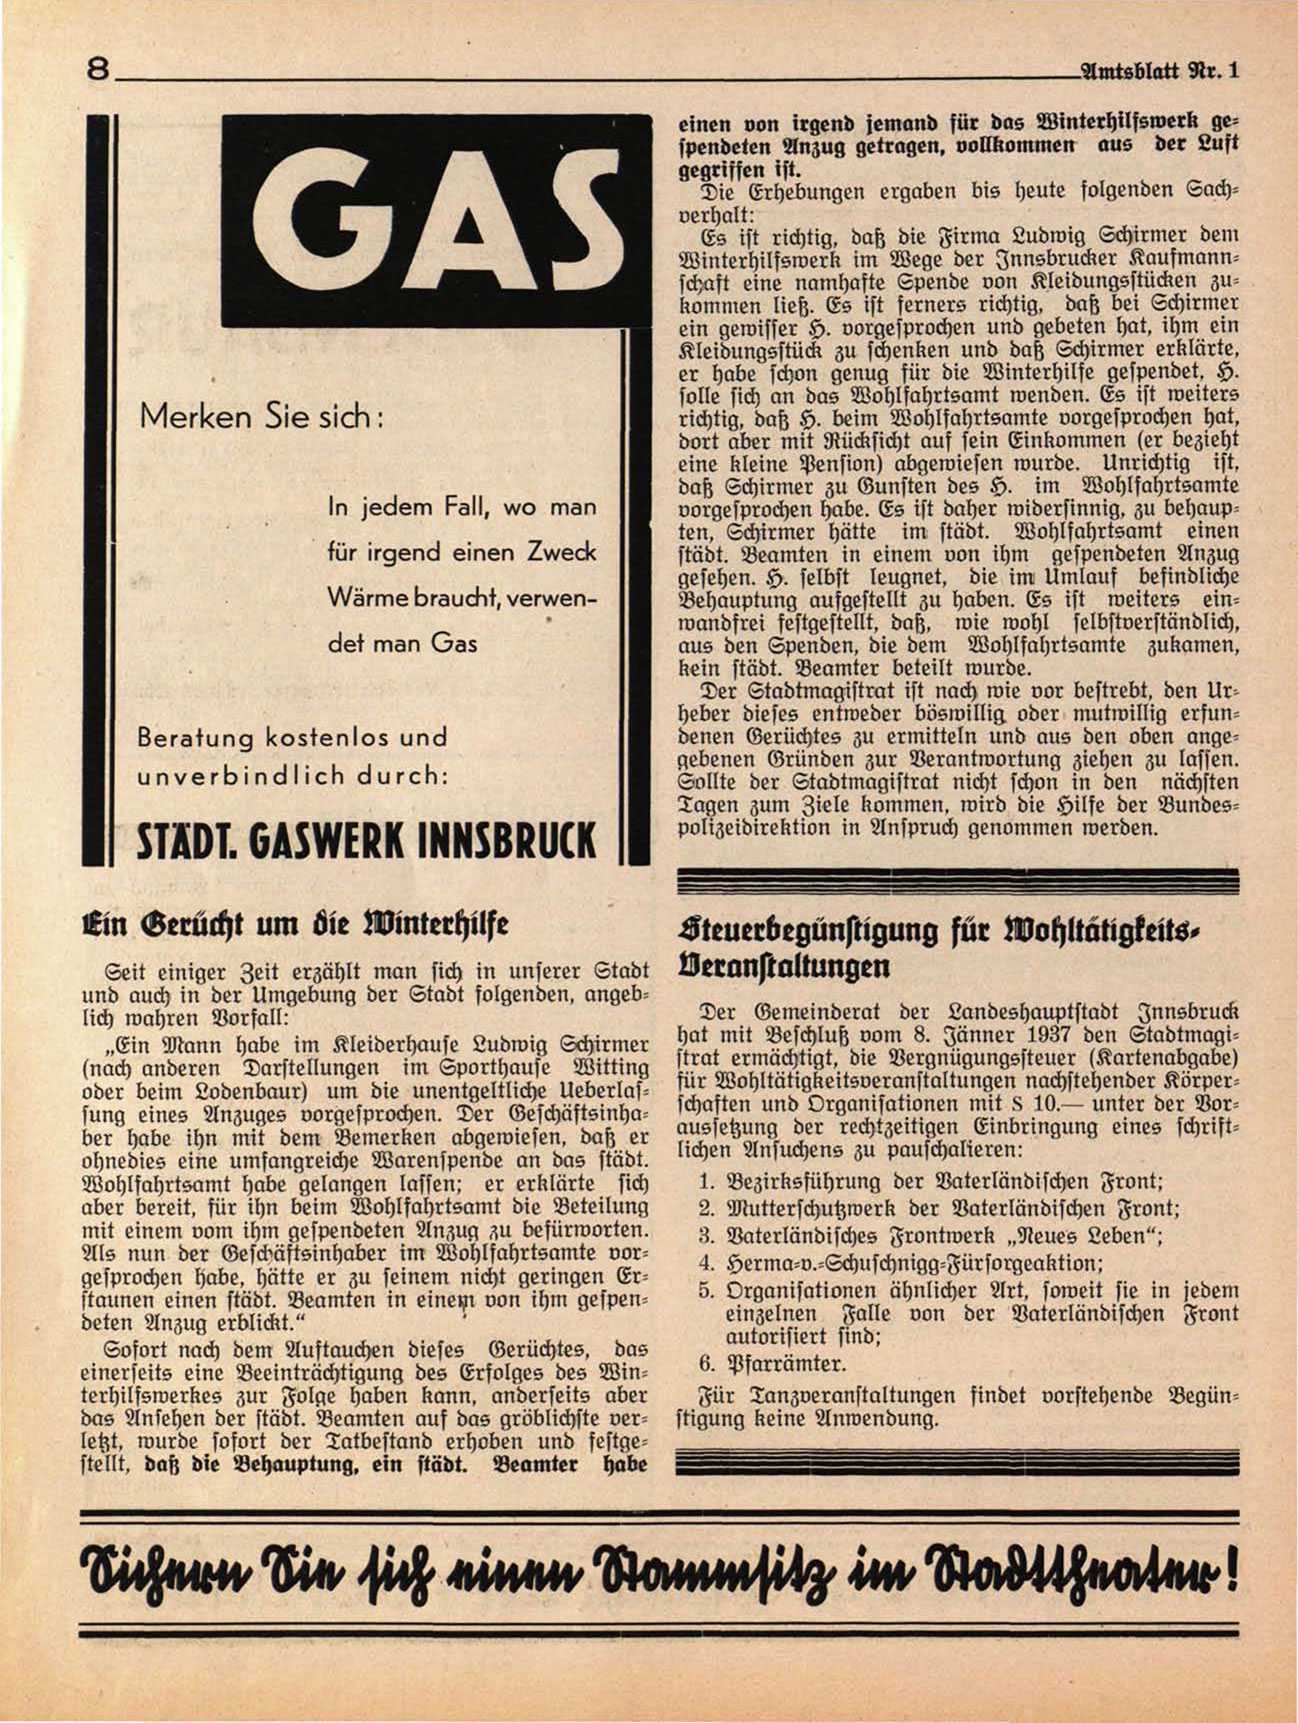 8
Amtsblatt Nr. 1
GAS
Merken Sie sich:
In jedem Fall, wo man
für irgend einen Zweck
Wärme braucht, verwen-
det man Gas
Beratung kostenlos und
unverbindlich durch:
STÄDT. GASWERK INNSBRUCK
Ein Gerücht um die Winterhilfe
Seit einiger Zeit erzählt man sich in unserer Stadt
und auch in der Umgebung der Stadt folgenden, angeb-
lich wahren Vorfall:
„Ein Mann habe im Kleiderhause Ludwig Schirmer
(nach anderen Darstellungen im Sporthause Witting
oder beim Lodenbaur) um die unentgeltliche Ueberlas-
sung eines Anzuges vorgesprochen. Der Geschäftsinha-
ber habe ihn mit dem Bemerken abgewiesen, daß er
ohnedies eine umfangreiche Warenspende an das städt.
Wohlfahrtsamt habe gelangen lassen; er erklärte sich
aber bereit, für ihn beim Wohlfahrtsamt die Beteilung
mit einem vom ihm gespendeten Anzug zu befürworten.
Als nun der Geschäftsinhaber im Wohlfahrtsamte vor-
gesprochen habe, hätte er zu seinem nicht geringen Er-
staunen einen städt. Beamten in einem von ihm gespen-
deten Anzug erblickt.“
Sofort nach dem Auftauchen dieses Gerüchtes, das
einerseits eine Beeinträchtigung des Erfolges des Win-
terhilfswerkes zur Folge haben kann, anderseits aber
das Ansehen der städt. Beamten auf das gröblichste ver-
letzt, wurde sofort der Tatbestand erhoben und festge-
stellt, daß die Behauptung, ein städt. Beamter habe
einen von irgend jemand für das Winterhilfswerk ge-
spendeten Anzug getragen, vollkommen aus der Luft
gegriffen ist.
Die Erhebungen ergaben bis heute folgenden Sach-
verhalt:
Es ist richtig, daß die Firma Ludwig Schirmer dem
Winterhilfswerk im Wege der Innsbrucker Kaufmann-
schaft eine namhafte Spende von Kleidungsstücken zu-
kommen ließ. Es ist ferners richtig, daß bei Schirmer
ein gewisser H. vorgesprochen und gebeten hat, ihm ein
Kleidungsstück zu schenken und daß Schirmer erklärte,
er habe schon genug für die Winterhilfe gespendet, H.
solle sich an das Wohlfahrtsamt wenden. Es ist weiters
richtig, daß H. beim Wohlfahrtsamte vorgesprochen hat,
dort aber mit Rücksicht auf sein Einkommen (er bezieht
eine kleine Pension) abgewiesen wurde. Unrichtig ist,
daß Schirmer zu Gunsten des H. im Wohlfahrtsamte
vorgesprochen habe. Es ist daher widersinnig, zu behaup-
ten, Schirmer hätte im städt. Wohlfahrtsamt einen
städt. Beamten in einem von ihm gespendeten Anzug
gesehen. H. selbst leugnet, die im Umlauf befindliche
Behauptung aufgestellt zu haben. Es ist weiters ein-
wandfrei festgestellt, daß, wie wohl selbstverständlich,
aus den Spenden, die dem Wohlfahrtsamte zukamen,
kein städt. Beamter beteilt wurde.
Der Stadtmagistrat ist nach wie vor bestrebt, den Ur-
heber dieses entweder böswillig oder mutwillig erfun-
denen Gerüchtes zu ermitteln und aus den oben ange-
gebenen Gründen zur Verantwortung ziehen zu lassen.
Sollte der Stadtmagistrat nicht schon in den nächsten
Tagen zum Ziele kommen, wird die Hilfe der Bundes-
polizeidirektion in Anspruch genommen werden.
Steuerbegünstigung für Wohltätigkeits-
Veranstaltungen
Der Gemeinderat der Landeshauptstadt Innsbruck
hat mit Beschluß vom 8. Jänner 1937 den Stadtmagi-
strat ermächtigt, die Vergnügungssteuer (Kartenabgabe)
für Wohltätigkeitsveranstaltungen nachstehender Körper-
schaften und Organisationen mit S 10.— unter der Vor-
aussetzung der rechtzeitigen Einbringung eines schrift-
lichen Ansuchens zu pauschalieren:
1. Bezirksführung der Vaterländischen Front;
2. Mutterschutzwerk der Vaterländischen Front;
3. Vaterländisches Frontwerk „Neues Leben“;
4. Herma-v.-Schuschnigg-Fürsorgeaktion;
5. Organisationen ähnlicher Art, soweit sie in jedem
einzelnen Falle von der Vaterländischen Front
autorisiert sind;
6. Pfarrämter.
Für Tanzveranstaltungen findet vorstehende Begün-
stigung keine Anwendung.
Sichern Sie sich einen Stammsitz im Stadttheater!